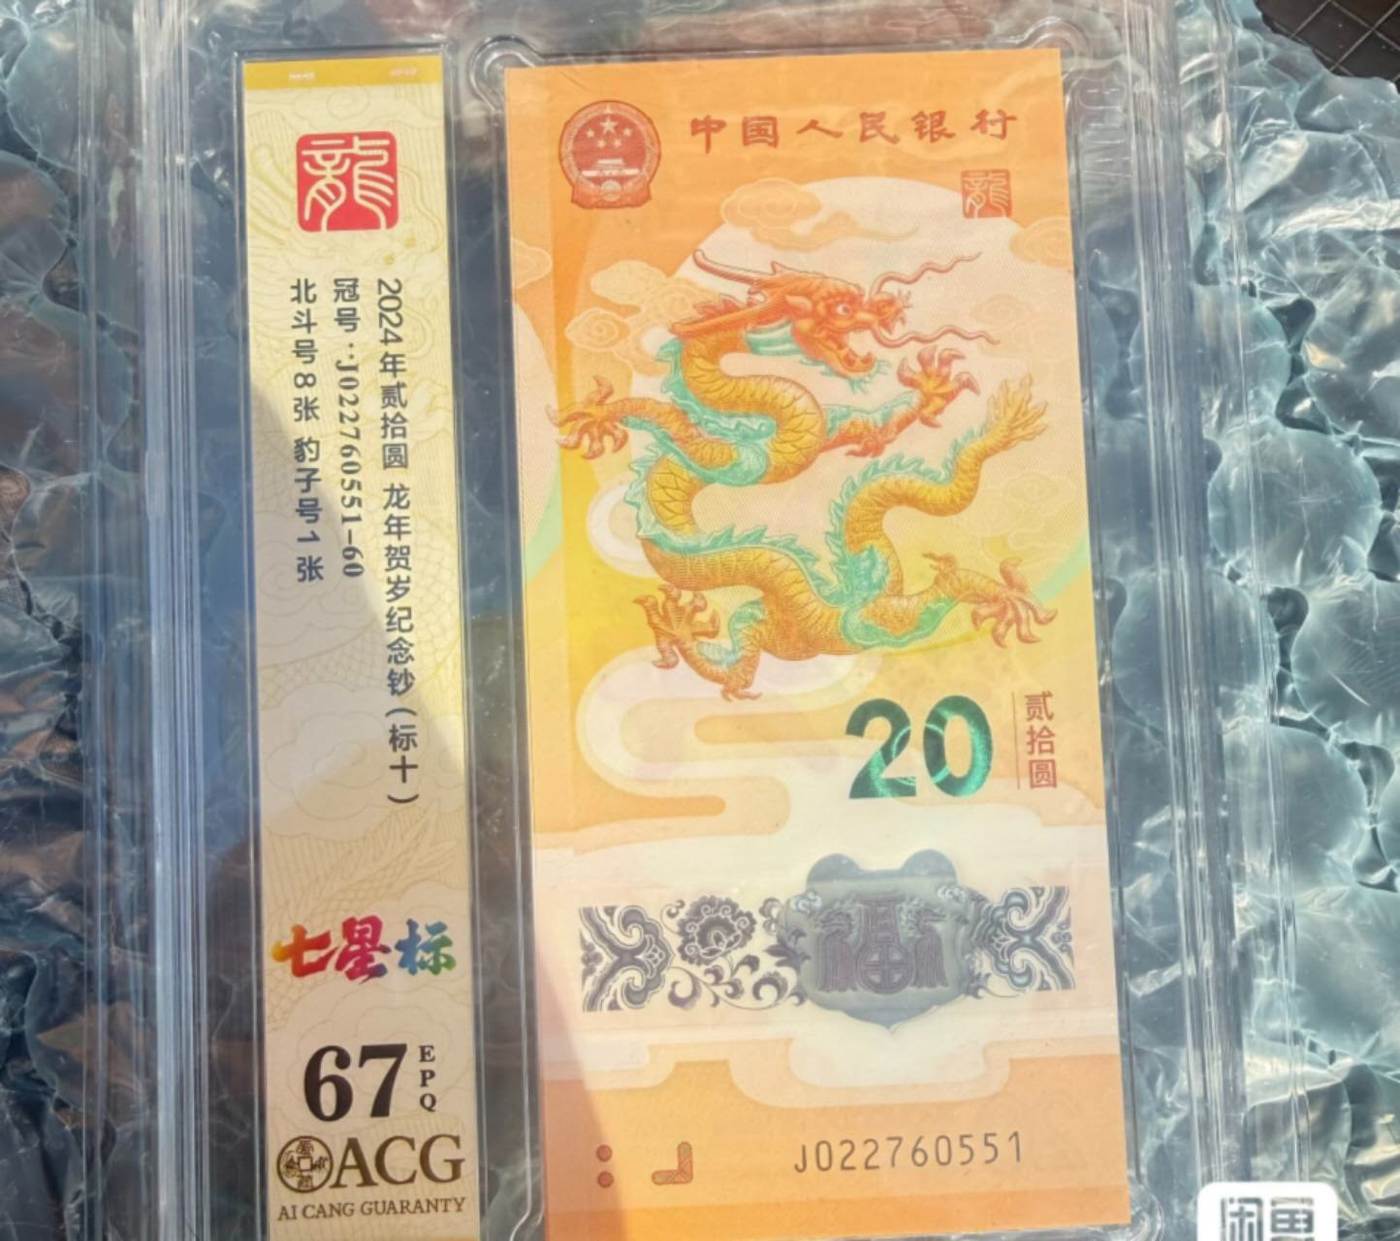 龍
2024年贰拾圆 龙年贺岁纪念钞(标十)
冠号:J022760551-60
北斗号8张 豹子号1张
七星标
67
EPQ
ACG
AI CANG GUARANTY
中国人民银行
龍
20
贰拾圆
J022760551
闲鱼